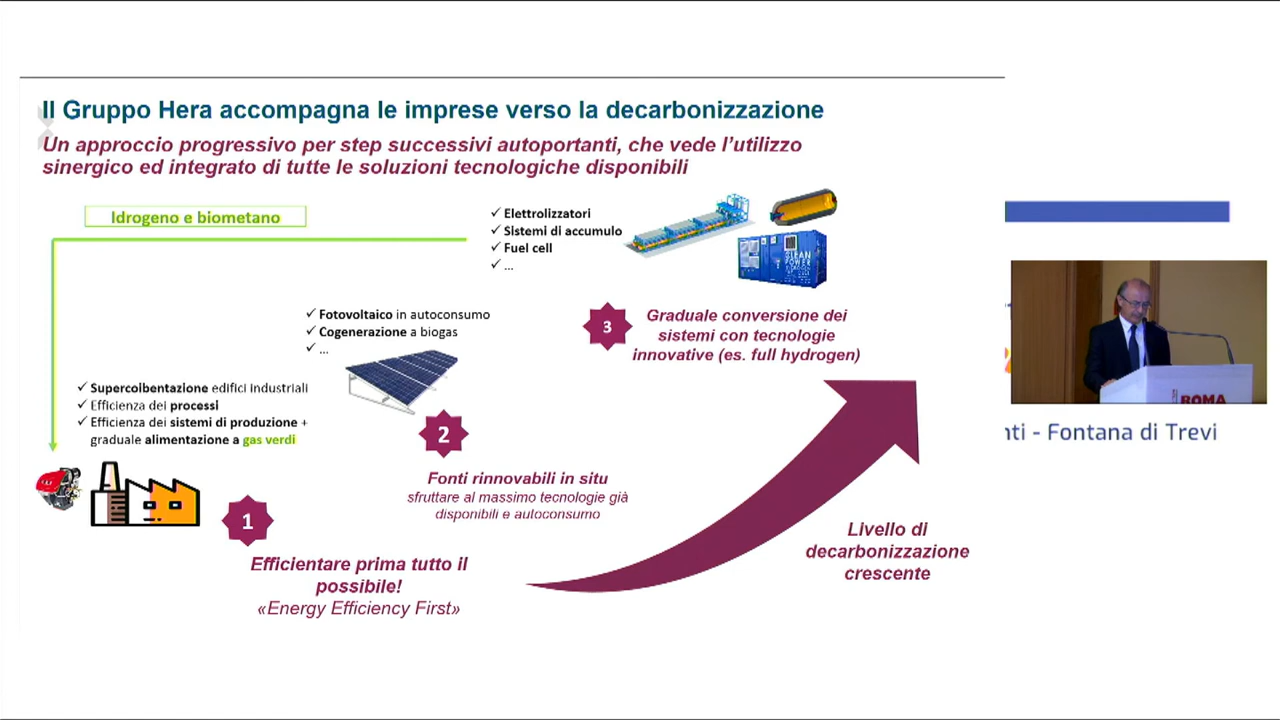 Il Gruppo Hera accompagna le imprese verso la decarbonizzazione
Un approccio progressivo per step successivi autoportanti, che vede l'utilizzo
sinergico ed integrato di tutte le soluzioni tecnologiche disponibili
Idrogeno e biometano
✓ Elettrolizzatori
✓ Sistemi di accumulo
✓ Fuel cell
✓ ...
CLEAN
POWER
HYDROGEN
✓ Fotovoltaico in autoconsumo
✓ Cogenerazione a biogas
✓ ...
3
Graduale conversione dei
sistemi con tecnologie
innovative (es. full hydrogen)
✓ Supercoibentazione edifici industriali
✓ Efficienza dei processi
✓ Efficienza dei sistemi di produzione +
graduale alimentazione a gas verdi
2
Fonti rinnovabili in situ
sfruttare al massimo tecnologie già
disponibili e autoconsumo
1
Efficientare prima tutto il
possibile!
«Energy Efficiency First»
Livello di
decarbonizzazione
crescente
ROMA
nti - Fontana di Trevi